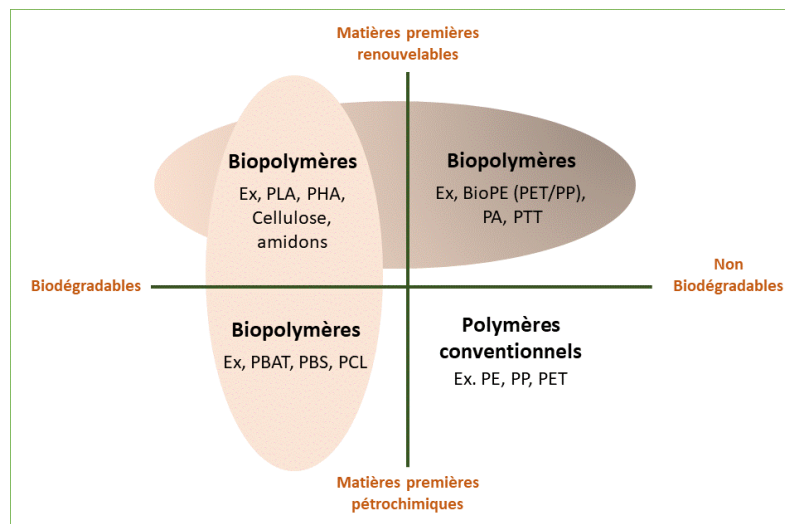 Matières premières
renouvelables
Biopolymères
Ex, PLA, PHA,
Cellulose,
amidons
Biopolymères
Ex, BioPE (PET/PP),
PA, PTT
Biodégradables
Non
Biodégradables
Biopolymères
Ex, PBAT, PBS, PCL
Polymères
conventionnels
Ex. PE, PP, PET
Matières premières
pétrochimiques